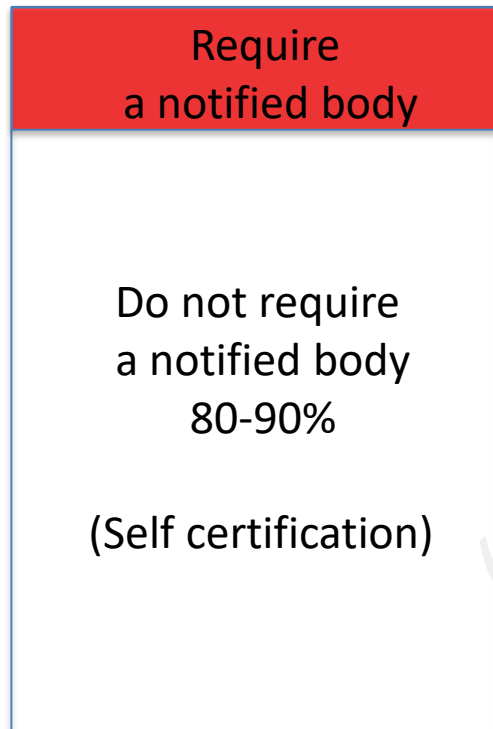 Require
a notified body
Do not require
a notified body
80-90%
(Self certification)